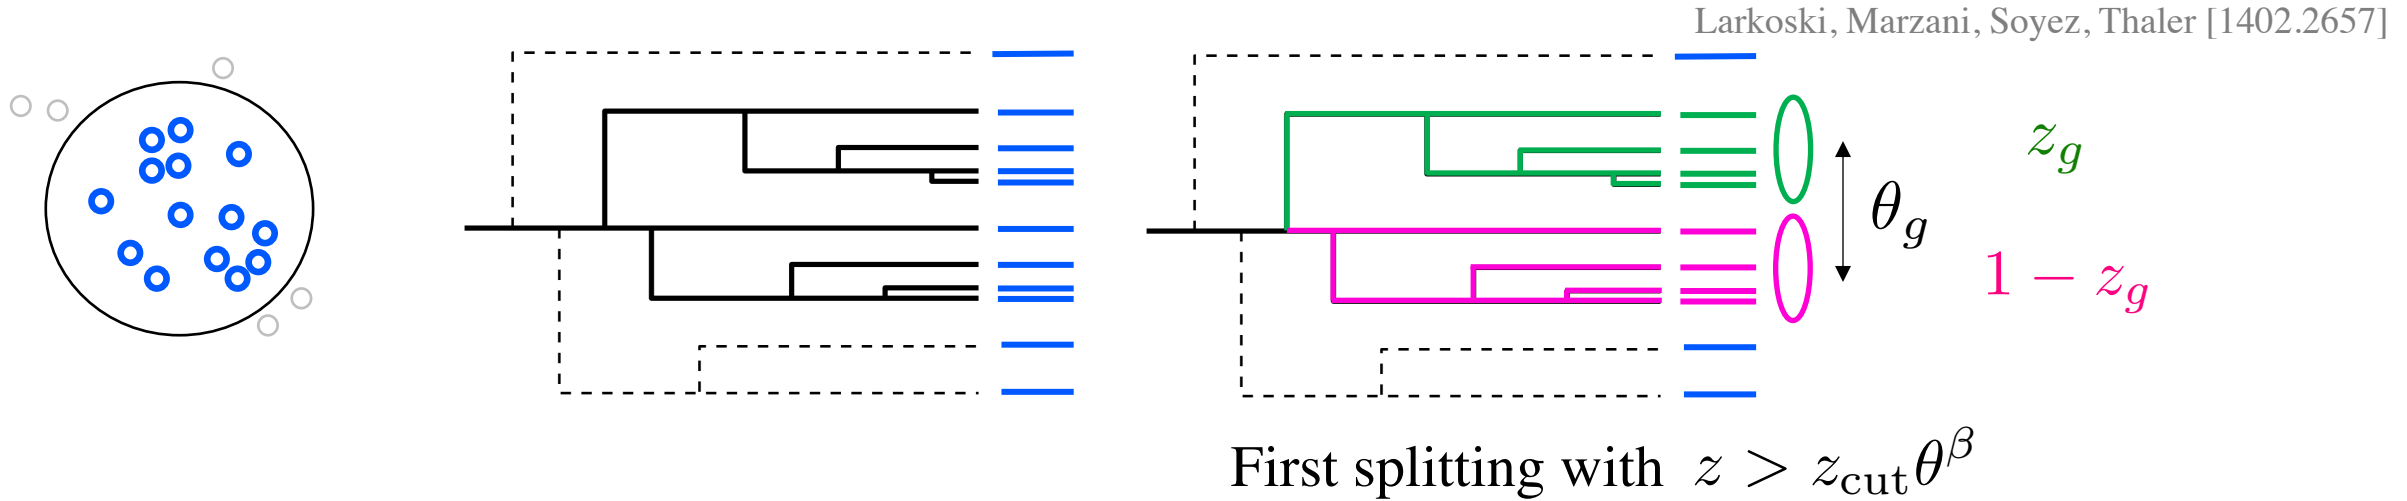 Larkoski, Marzani, Soyez, Thaler [1402.2657]
z_g
θ_g
1 − z_g
First splitting with z > z_cut θ^β